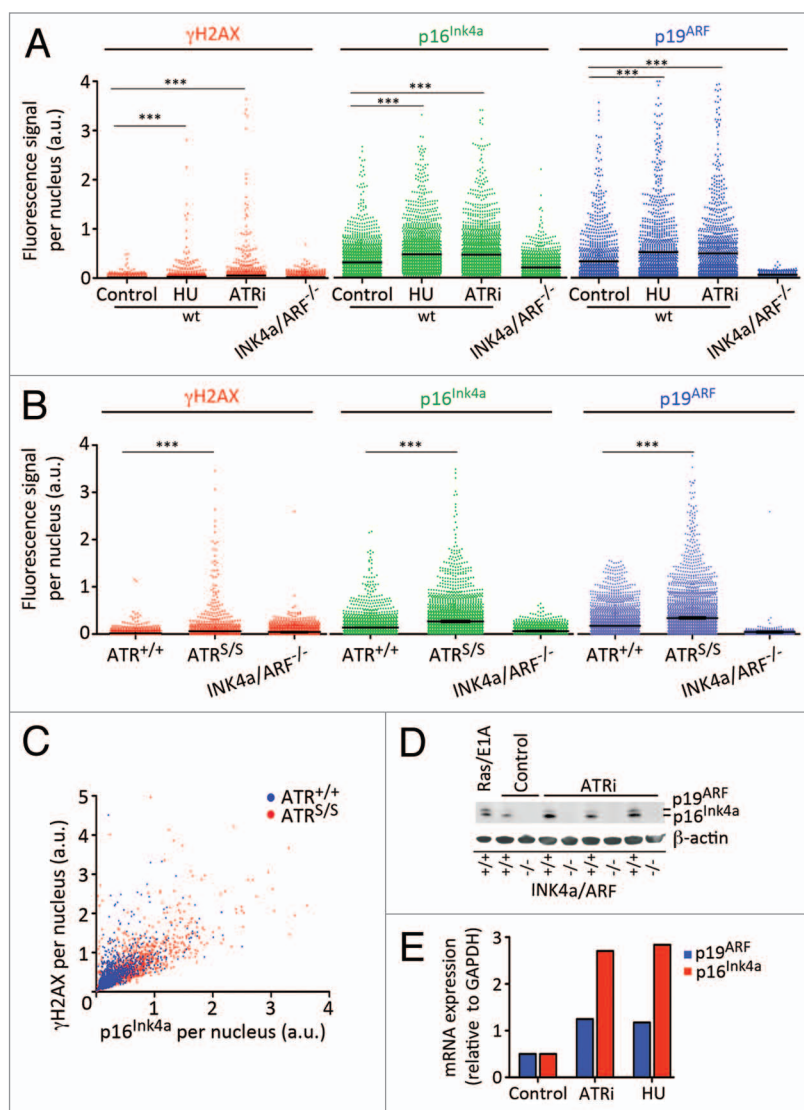 A
γH2AX
p16Ink4a
p19ARF
Fluorescence signal
per nucleus (a.u.)
4
3
2
1
0
***
***
***
***
***
***
Control HU ATRi INK4a/ARF-/-
wt
Control HU ATRi INK4a/ARF-/-
wt
Control HU ATRi INK4a/ARF-/-
wt
B
γH2AX
p16Ink4a
p19ARF
Fluorescence signal
per nucleus (a.u.)
4
3
2
1
0
***
***
***
ATR+/+ ATRS/S INK4a/ARF-/-
ATR+/+ ATRS/S INK4a/ARF-/-
ATR+/+ ATRS/S INK4a/ARF-/-
C
γH2AX per nucleus (a.u.)
5
4
3
2
1
0 1 2 3 4
p16Ink4a per nucleus (a.u.)
ATR+/+
ATRS/S
D
Ras/E1A
Control
ATRi
p19ARF
p16Ink4a
β-actin
+/+ +/+ -/- +/+ -/- +/+ -/- +/+ -/-
INK4a/ARF
E
mRNA expression
(relative to GAPDH)
3
2
1
0
Control ATRi HU
p19ARF
p16Ink4a